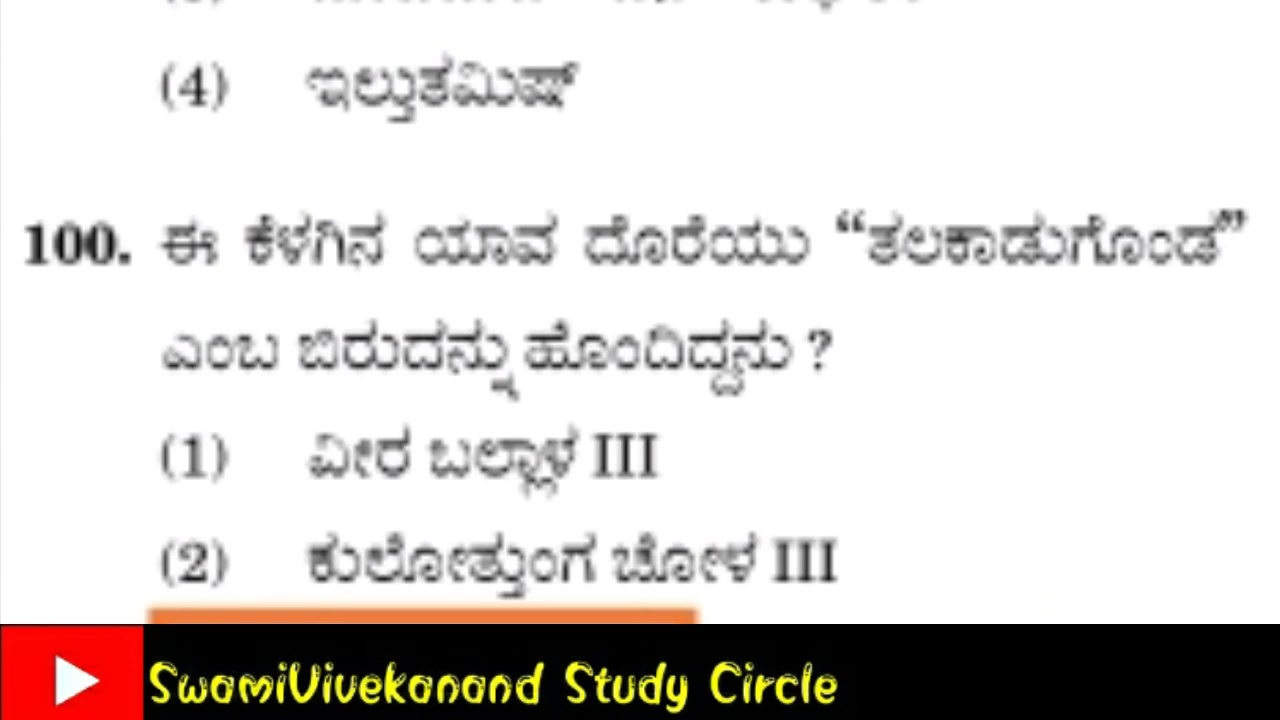 (4) ಇಲ್ತುತಮಿಷ್
100. ಈ ಕೆಳಗಿನ ಯಾವ ದೊರೆಯು “ತಲಕಾಡುಗೊಂಡ”
ಎಂಬ ಬಿರುದನ್ನು ಹೊಂದಿದ್ದನು ?
(1) ವೀರ ಬಲ್ಲಾಳ III
(2) ಕುಲೋತ್ತುಂಗ ಚೋಳ III
SwamiVivekanand Study Circle